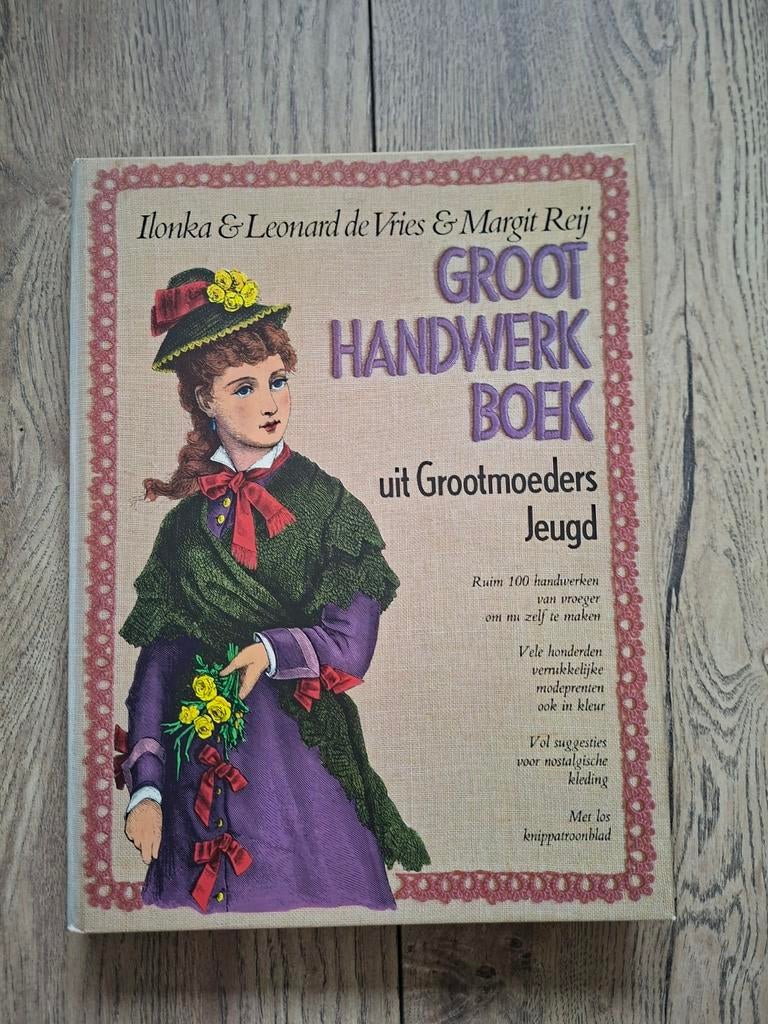 Ilonka & Leonard de Vries & Margit Reij
GROOT
HANDWERK
BOEK
uit Grootmoeders
Jeugd
Ruim 100 handwerken
van vroeger
om nu zelf te maken
Vele honderden
verrukkelijke
modeprenten
ook in kleur
Vol suggesties
voor nostalgische
kleding
Met los
knippatroonblad